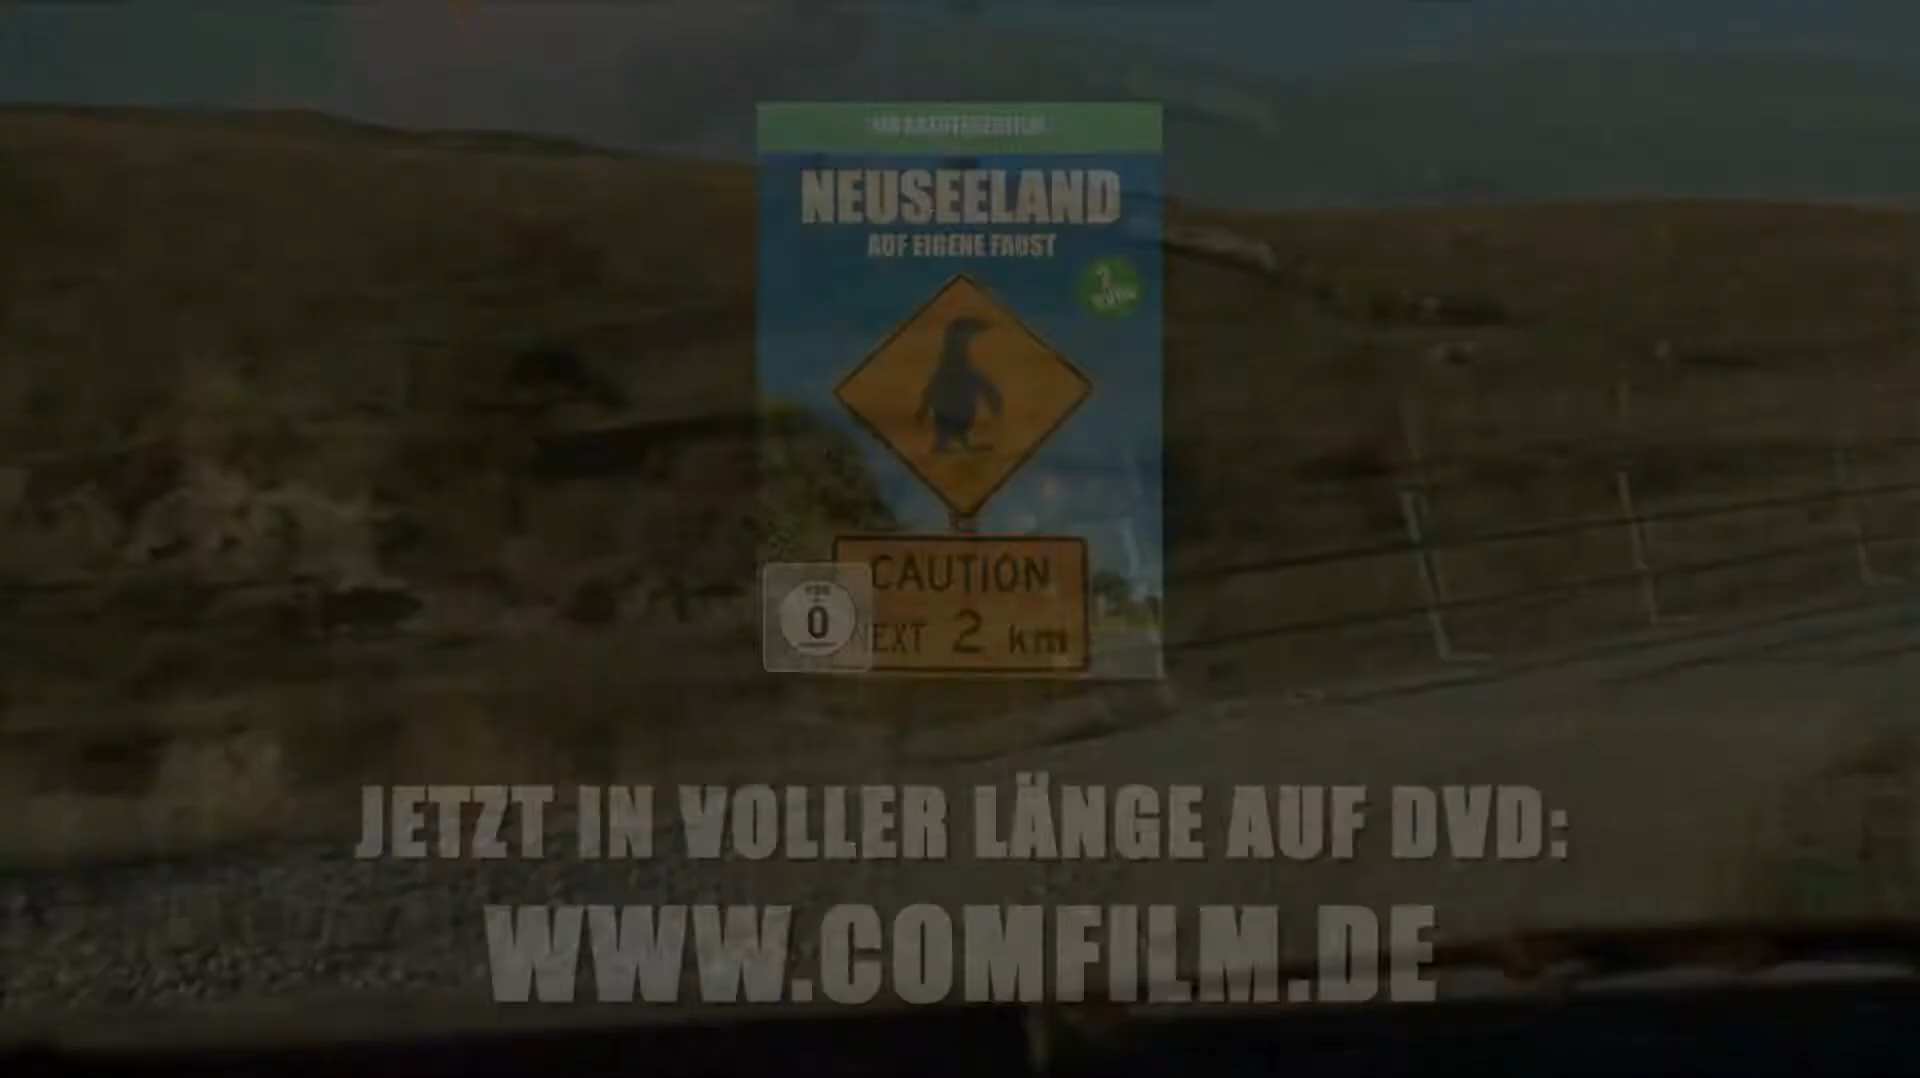 NEUSEELAND
AUF EIGENE FAUST
CAUTION
NEXT 2 km
0
JETZT IN VOLLER LÄNGE AUF DVD:
WWW.COMFILM.DE